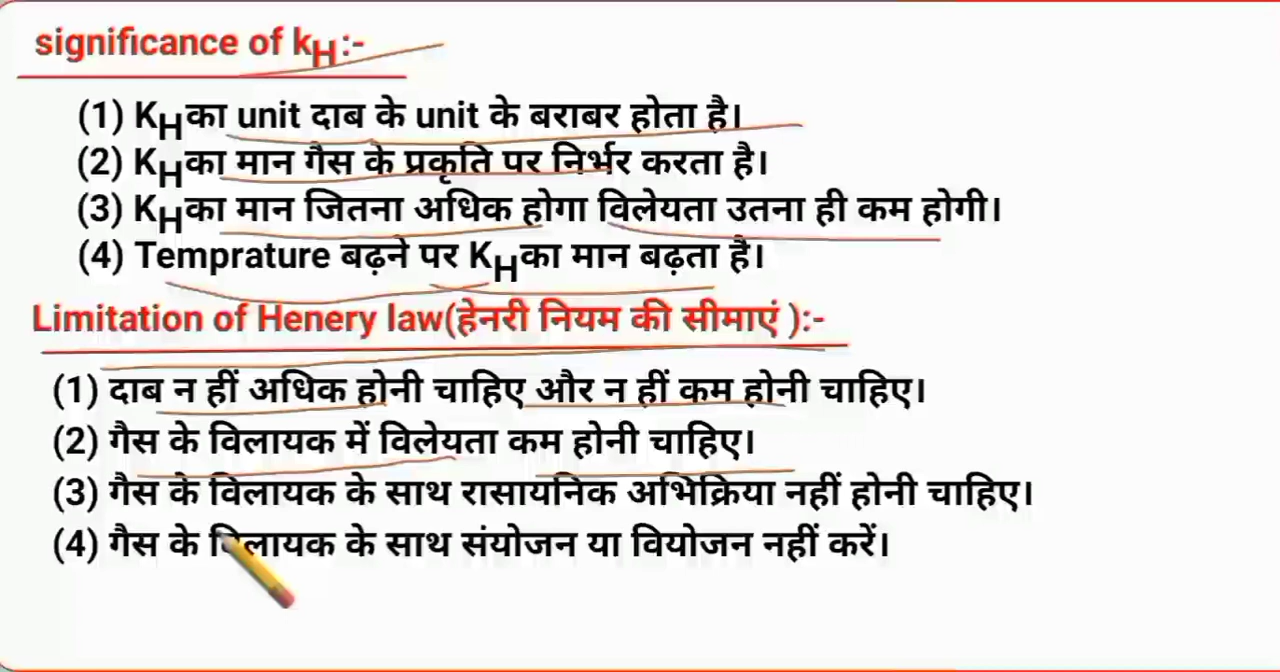 significance of kH:-
(1) KHका unit दाब के unit के बराबर होता है।
(2) KHका मान गैस के प्रकृति पर निर्भर करता है।
(3) KHका मान जितना अधिक होगा विलेयता उतना ही कम होगी।
(4) Temprature बढ़ने पर KHका मान बढ़ता है।
Limitation of Henery law(हेनरी नियम की सीमाएं ):-
(1) दाब न हीं अधिक होनी चाहिए और न हीं कम होनी चाहिए।
(2) गैस के विलायक में विलेयता कम होनी चाहिए।
(3) गैस के विलायक के साथ रासायनिक अभिक्रिया नहीं होनी चाहिए।
(4) गैस के विलायक के साथ संयोजन या वियोजन नहीं करें।